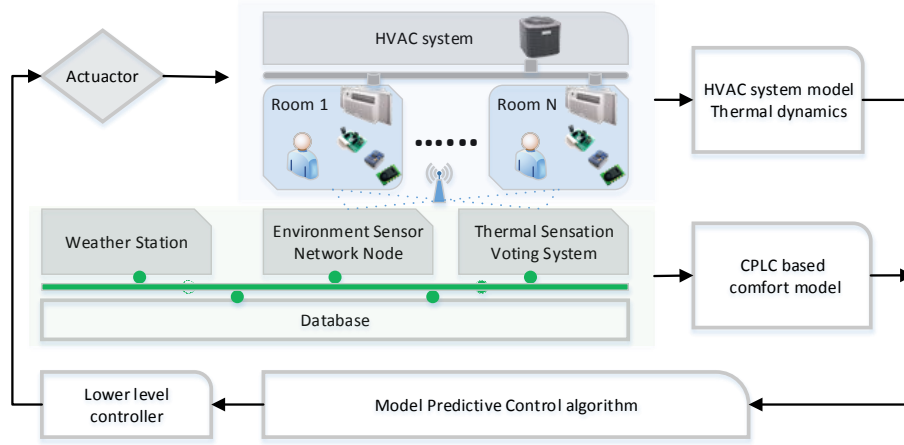 HVAC system
Actuactor
Room 1
Room N
HVAC system model
Thermal dynamics
Weather Station
Environment Sensor
Network Node
Thermal Sensation
Voting System
CPLC based
comfort model
Database
Lower level
controller
Model Predictive Control algorithm